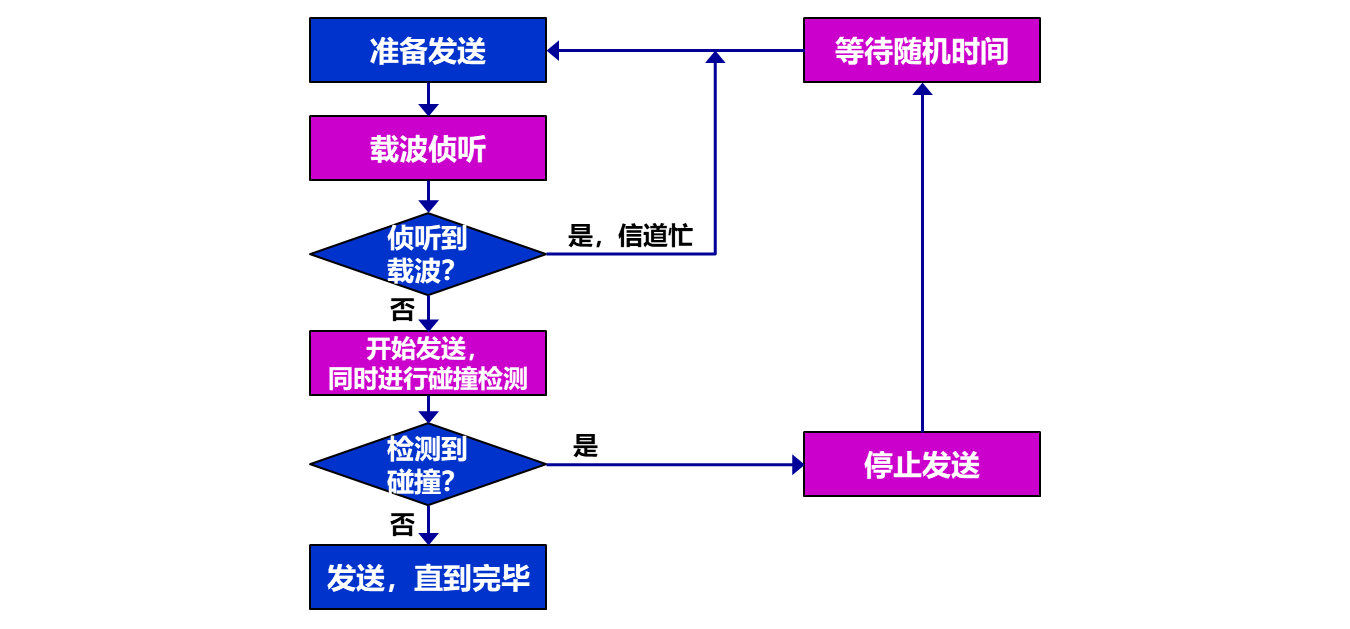 准备发送
等待随机时间
载波侦听
侦听到
载波？
是，信道忙
否
开始发送，
同时进行碰撞检测
检测到
碰撞？
是
停止发送
否
发送，直到完毕